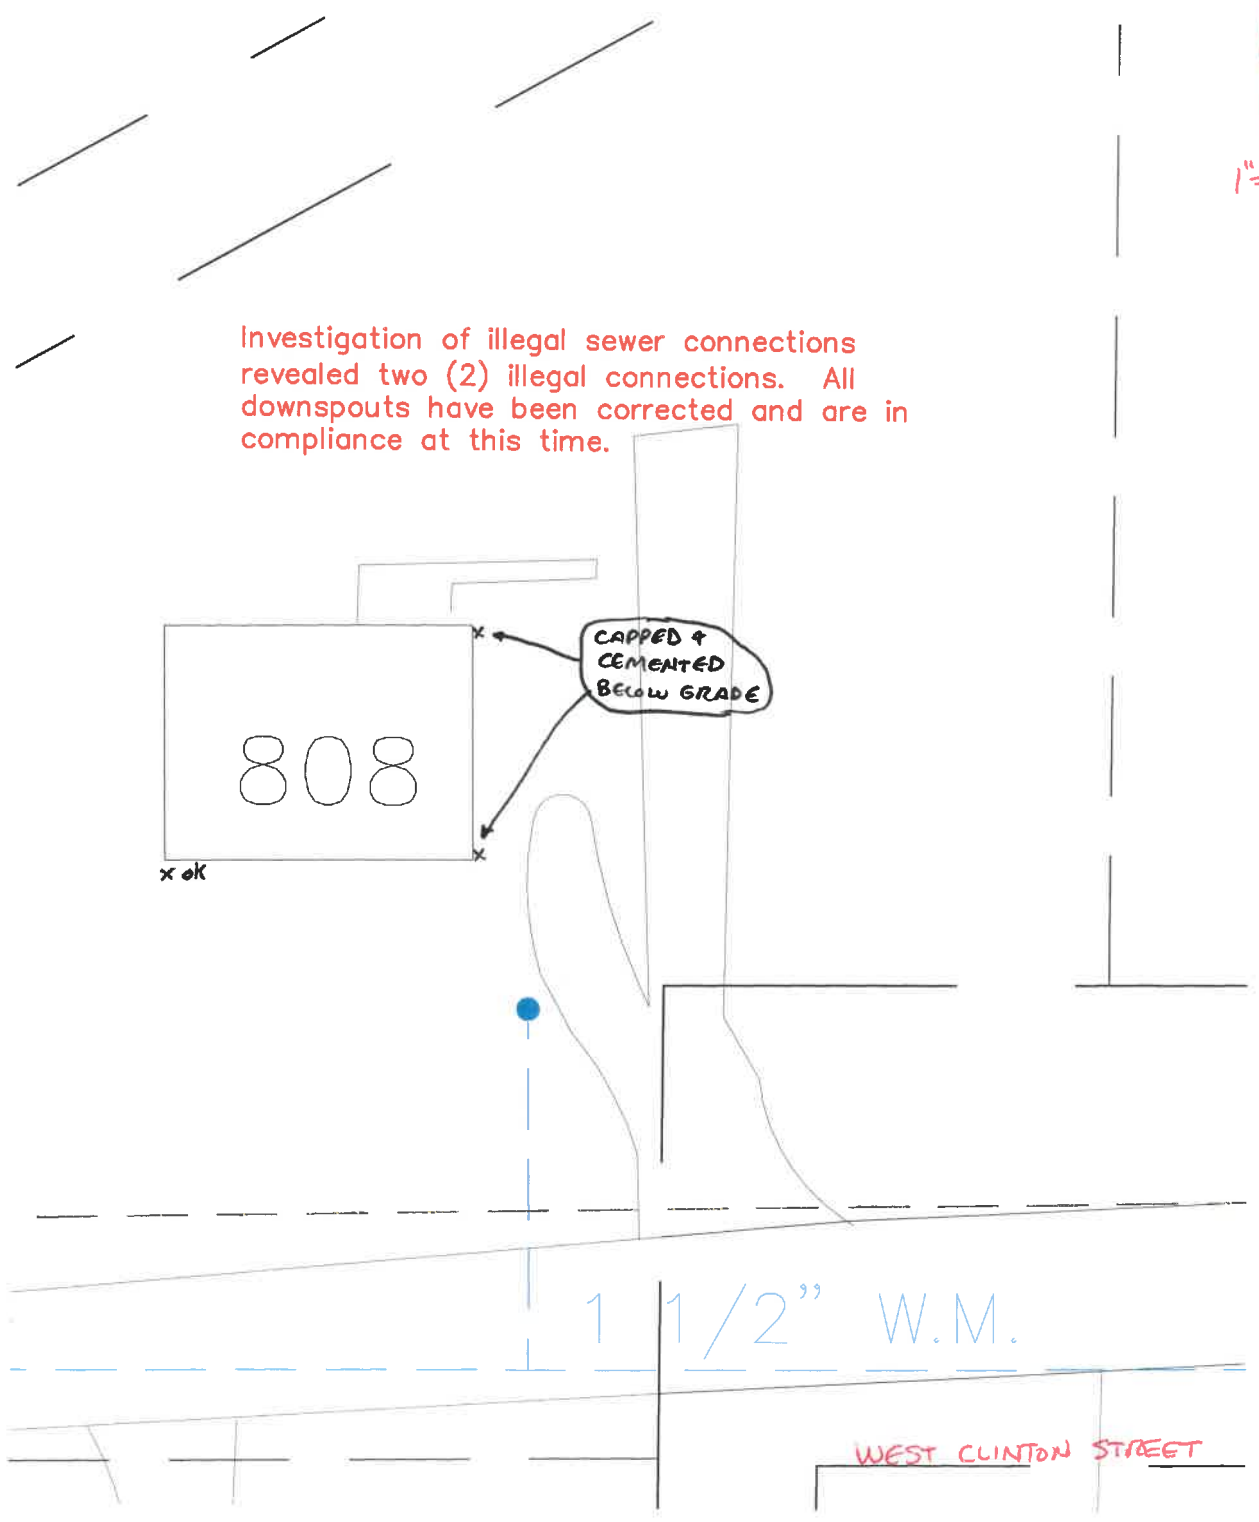 1"=
Investigation of illegal sewer connections
revealed two (2) illegal connections. All
downspouts have been corrected and are in
compliance at this time.
x
CAPPED &
CEMENTED
BELOW GRADE
808
x
x OK
1 1/2" W.M.
WEST CLINTON STREET